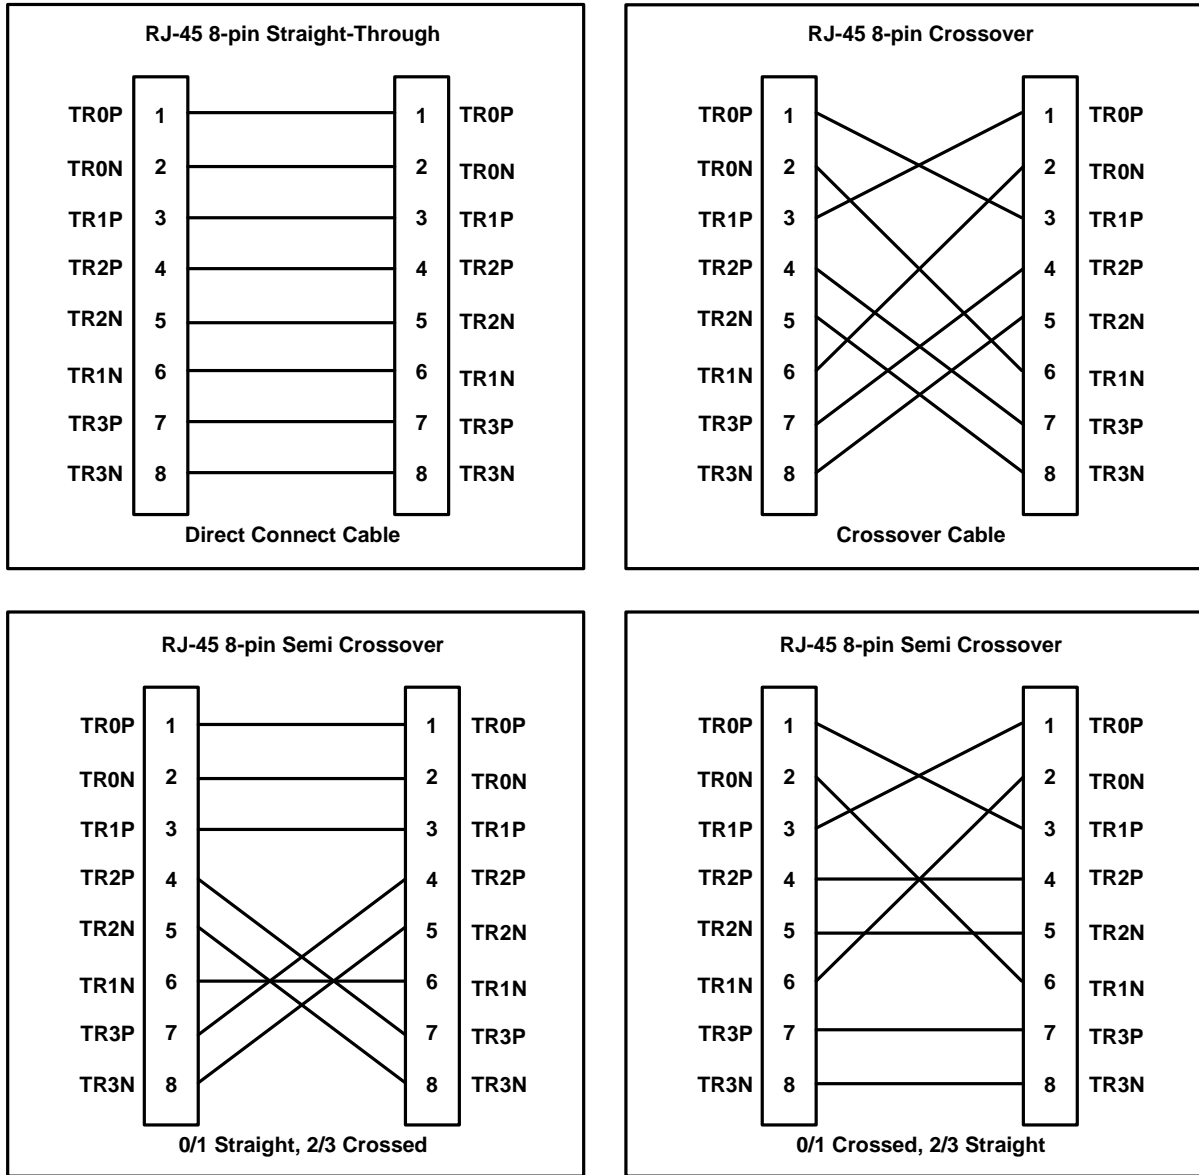 RJ-45 8-pin Straight-Through
TR0P 1 1 TR0P
TR0N 2 2 TR0N
TR1P 3 3 TR1P
TR2P 4 4 TR2P
TR2N 5 5 TR2N
TR1N 6 6 TR1N
TR3P 7 7 TR3P
TR3N 8 8 TR3N
Direct Connect Cable
RJ-45 8-pin Crossover
TR0P 1 1 TR0P
TR0N 2 2 TR0N
TR1P 3 3 TR1P
TR2P 4 4 TR2P
TR2N 5 5 TR2N
TR1N 6 6 TR1N
TR3P 7 7 TR3P
TR3N 8 8 TR3N
Crossover Cable
RJ-45 8-pin Semi Crossover
TR0P 1 1 TR0P
TR0N 2 2 TR0N
TR1P 3 3 TR1P
TR2P 4 4 TR2P
TR2N 5 5 TR2N
TR1N 6 6 TR1N
TR3P 7 7 TR3P
TR3N 8 8 TR3N
0/1 Straight, 2/3 Crossed
RJ-45 8-pin Semi Crossover
TR0P 1 1 TR0P
TR0N 2 2 TR0N
TR1P 3 3 TR1P
TR2P 4 4 TR2P
TR2N 5 5 TR2N
TR1N 6 6 TR1N
TR3P 7 7 TR3P
TR3N 8 8 TR3N
0/1 Crossed, 2/3 Straight